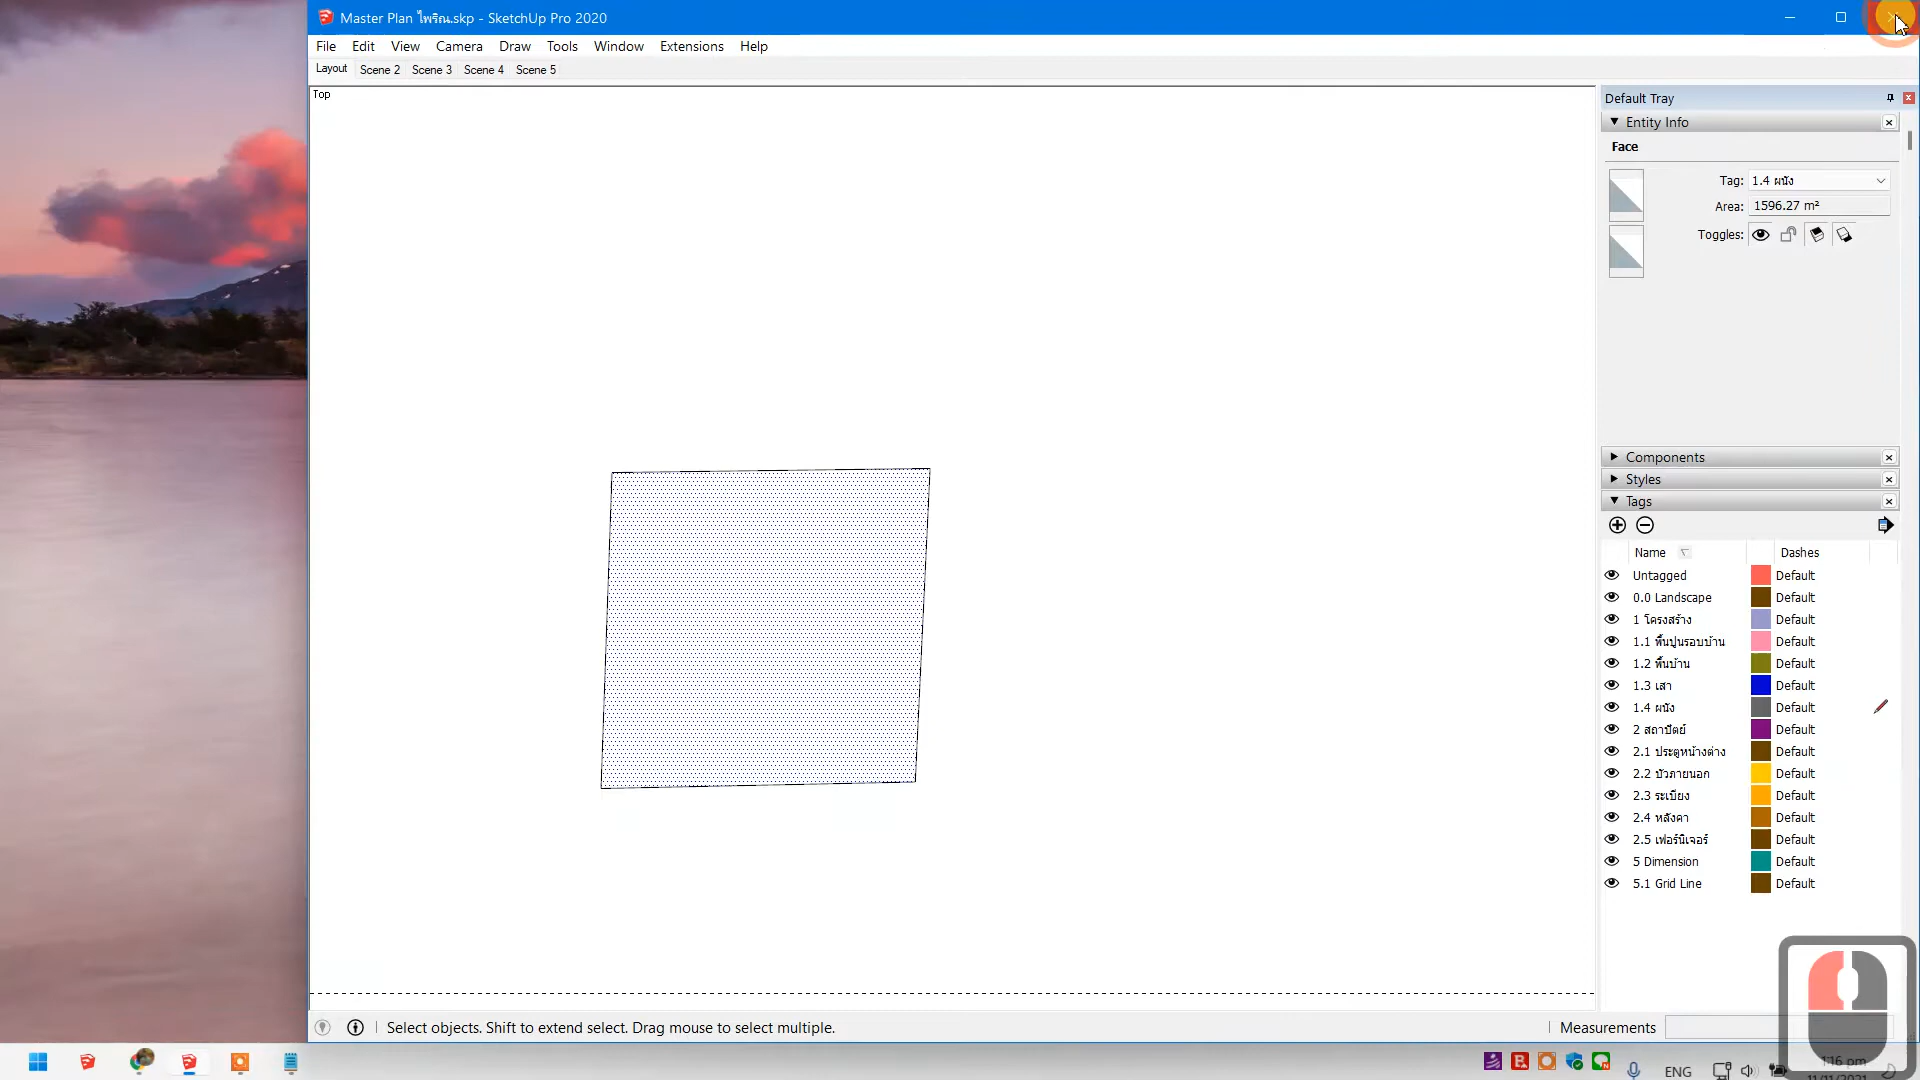 Master Plan ไพริณ.skp - SketchUp Pro 2020
File Edit View Camera Draw Tools Window Extensions Help
Layout Scene 2 Scene 3 Scene 4 Scene 5
Top
Default Tray
Entity Info
Face
Tag: 1.4 ผนัง
Area: 1596.27 m²
Toggles:
Components
Styles
Tags
Name Dashes
Untagged Default
0.0 Landscape Default
1 โครงสร้าง Default
1.1 พื้นปูนรอบบ้าน Default
1.2 พื้นบ้าน Default
1.3 เสา Default
1.4 ผนัง Default
2 สถาปัตย์ Default
2.1 ประตูหน้างต่าง Default
2.2 บัวภายนอก Default
2.3 ระเบียง Default
2.4 หลังคา Default
2.5 เฟอร์นิเจอร์ Default
5 Dimension Default
5.1 Grid Line Default
Select objects. Shift to extend select. Drag mouse to select multiple.
Measurements
ENG
1:16 pm